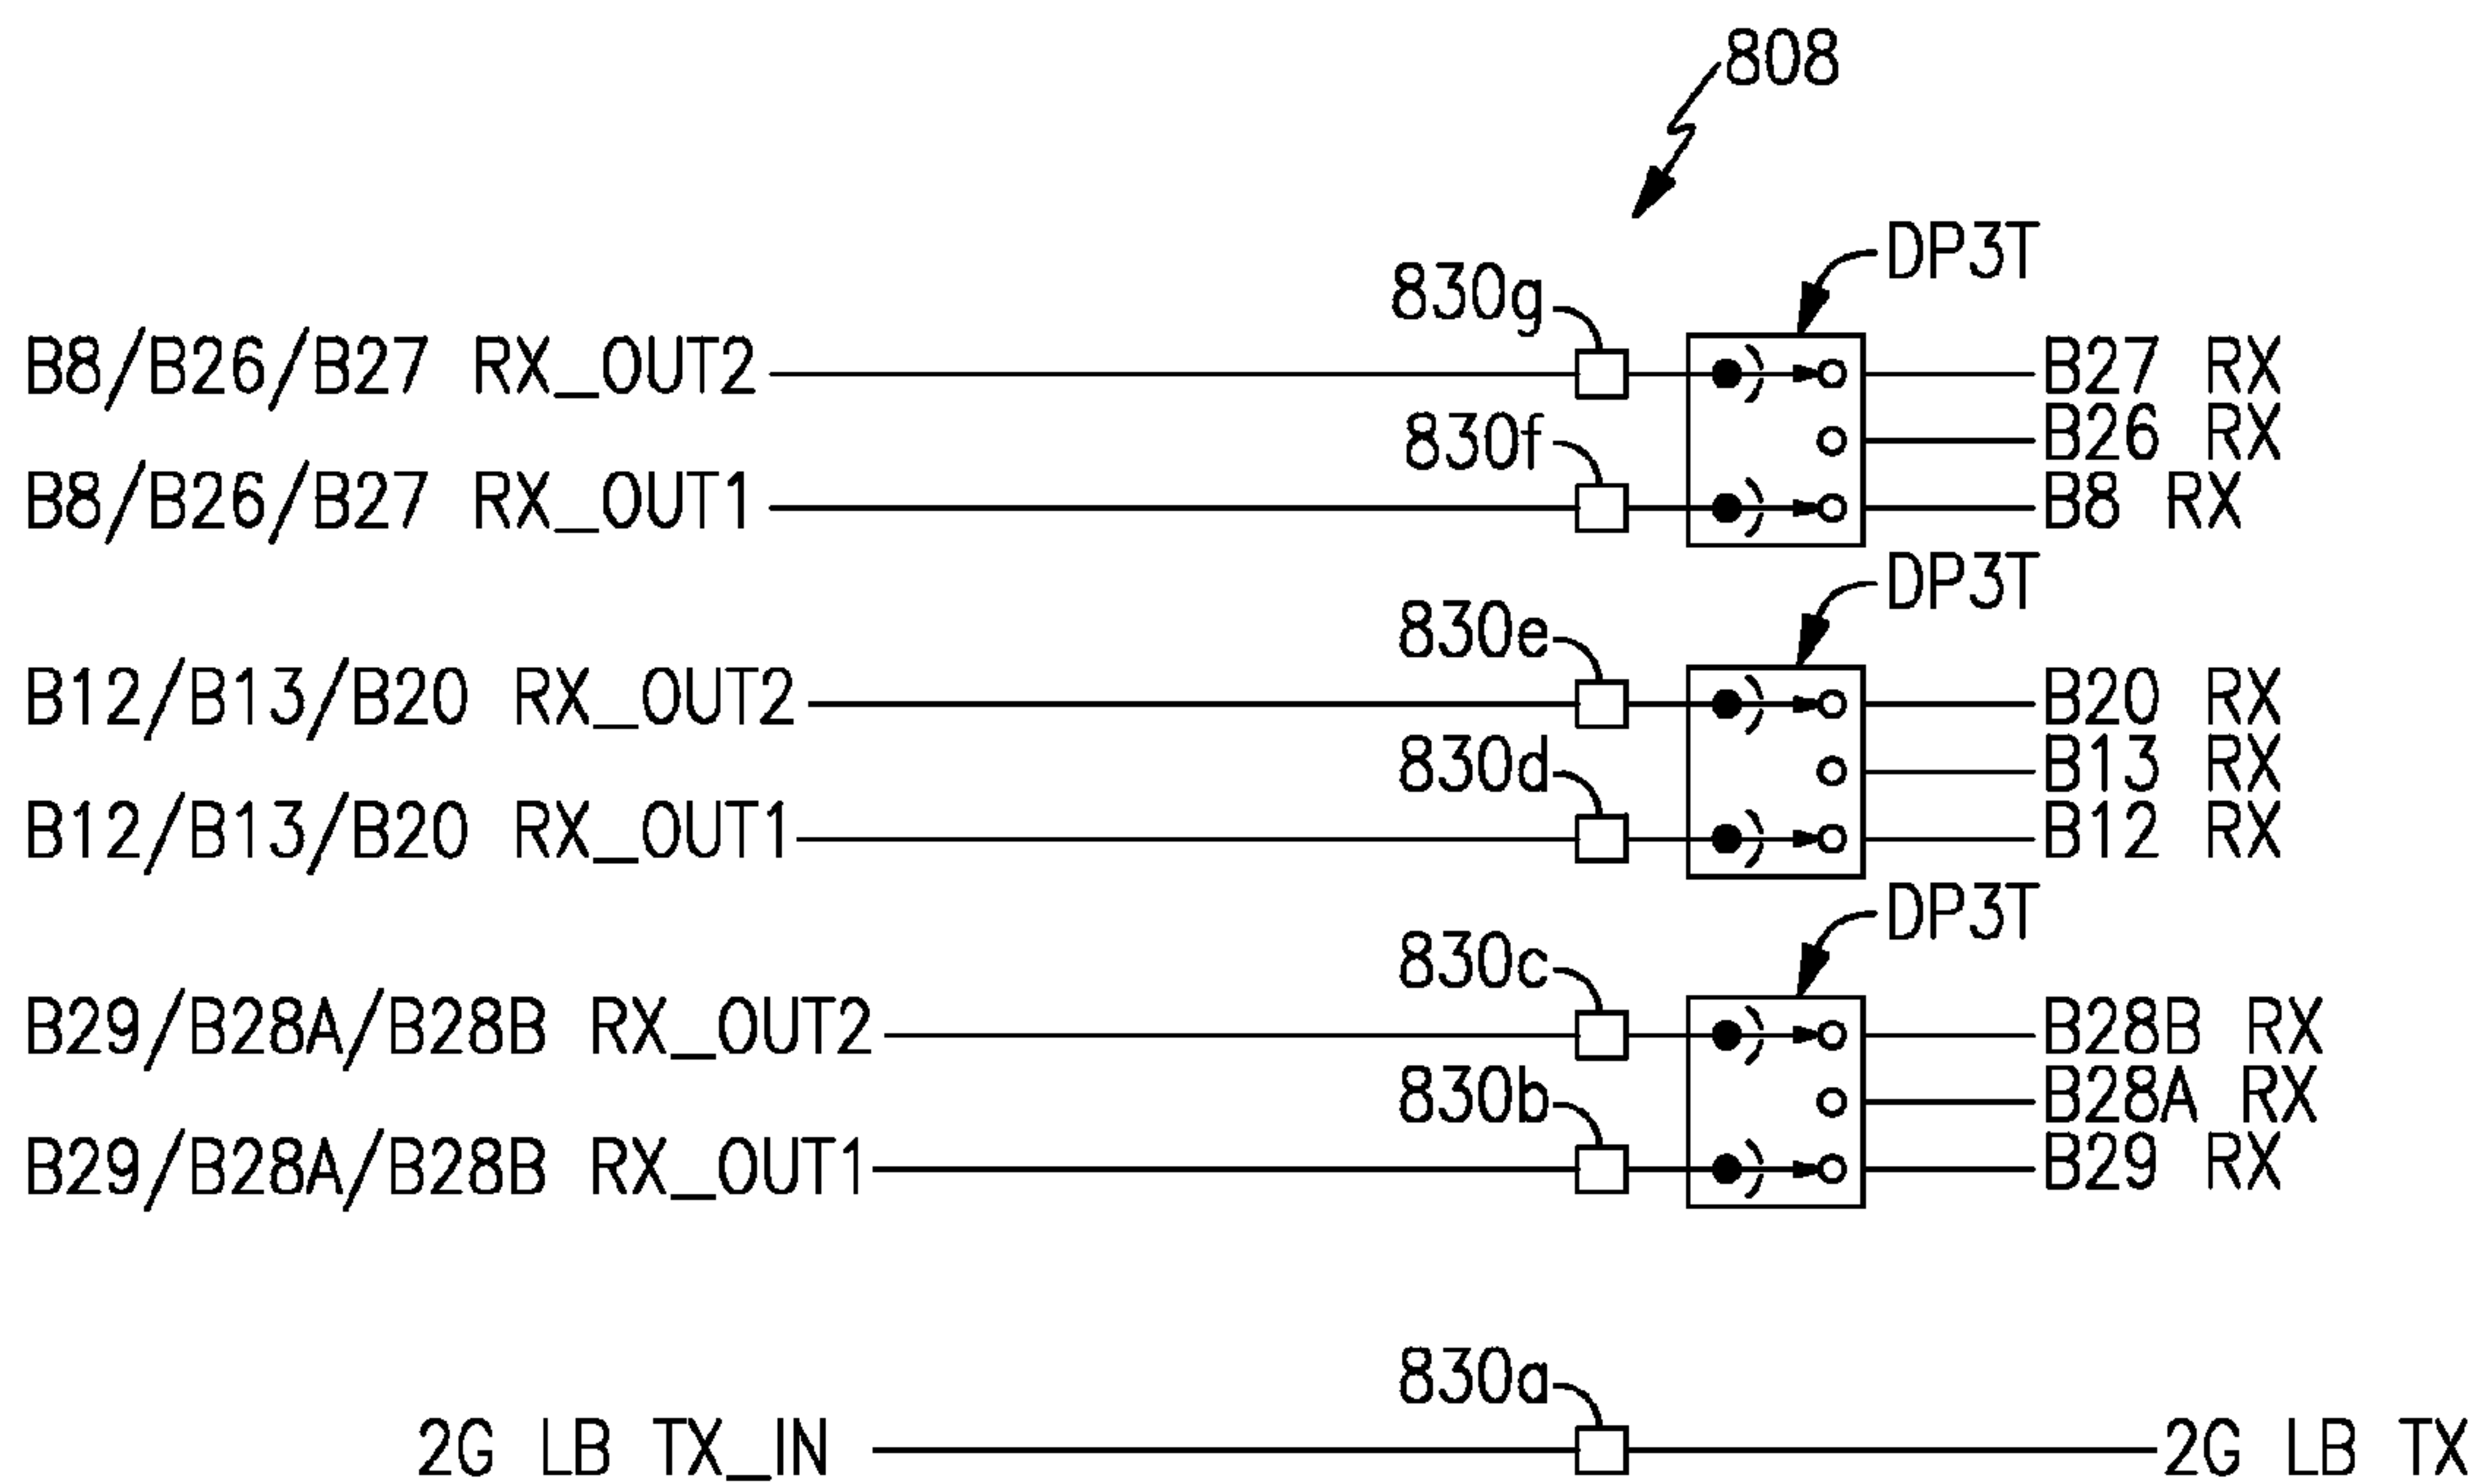 808
DP3T
830g
B8/B26/B27 RX_OUT2
B27 RX
830f
B26 RX
B8/B26/B27 RX_OUT1
B8 RX
DP3T
830e
B12/B13/B20 RX_OUT2
B20 RX
830d
B13 RX
B12/B13/B20 RX_OUT1
B12 RX
DP3T
830c
B29/B28A/B28B RX_OUT2
B28B RX
830b
B28A RX
B29/B28A/B28B RX_OUT1
B29 RX
830a
2G LB TX_IN
2G LB TX